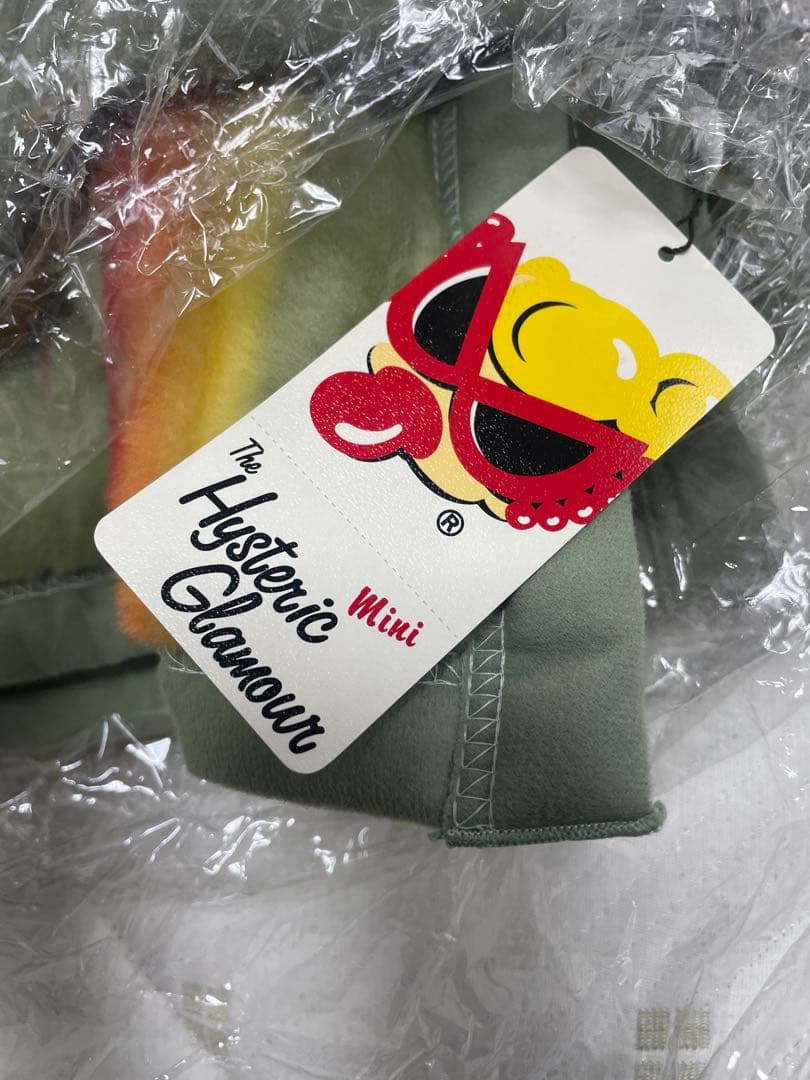 ®
The
Hysteric
Mini
Glamour